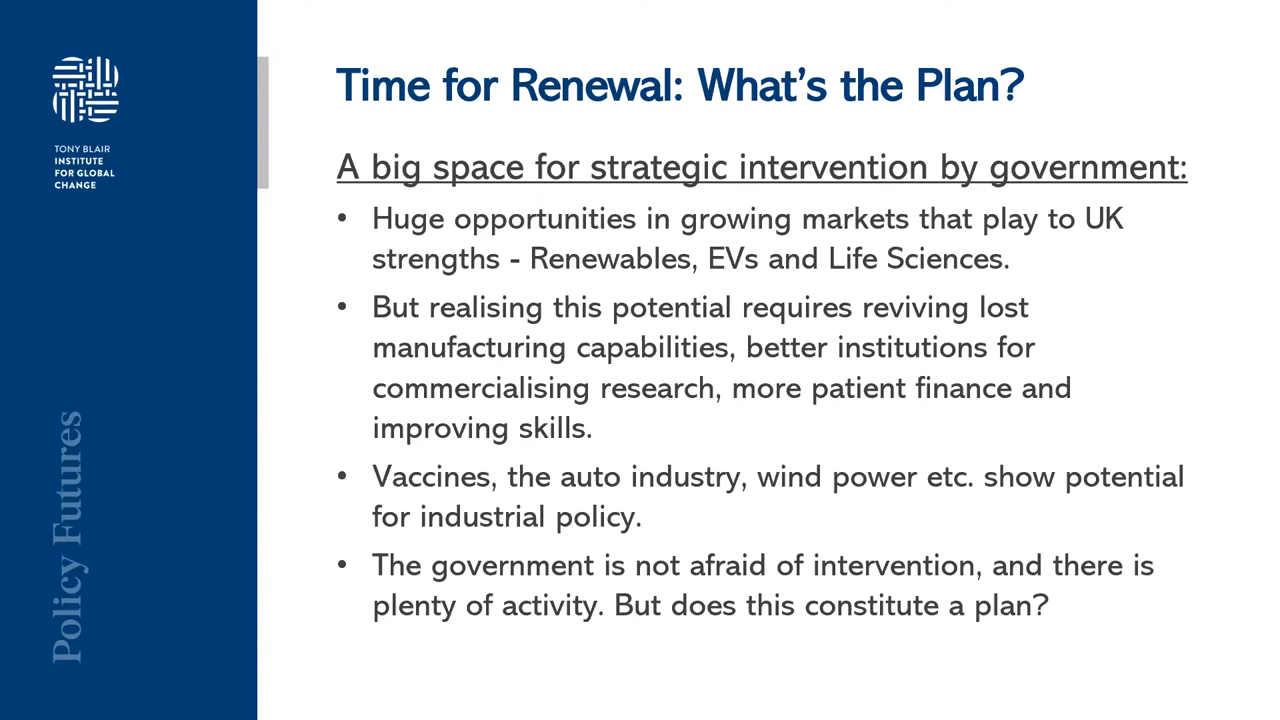 TONY BLAIR
INSTITUTE
FOR GLOBAL
CHANGE
Policy Futures
Time for Renewal: What’s the Plan?
A big space for strategic intervention by government:
• Huge opportunities in growing markets that play to UK
strengths - Renewables, EVs and Life Sciences.
• But realising this potential requires reviving lost
manufacturing capabilities, better institutions for
commercialising research, more patient finance and
improving skills.
• Vaccines, the auto industry, wind power etc. show potential
for industrial policy.
• The government is not afraid of intervention, and there is
plenty of activity. But does this constitute a plan?